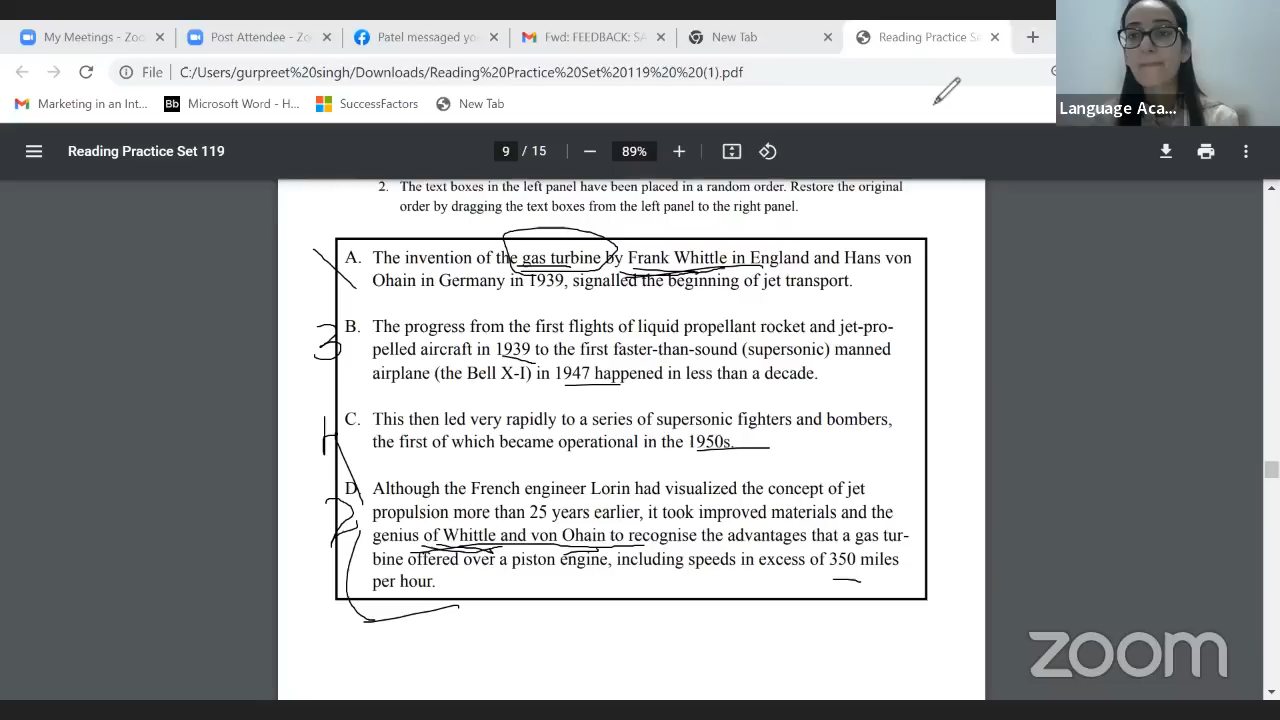 My Meetings - Zoo
Post Attendee - Zo
Patel messaged you
Fwd: FEEDBACK: SA
New Tab
Reading Practice Se
File
C:/Users/gurpreet%20singh/Downloads/Reading%20Practice%20Set%20119%20%20(1).pdf
Marketing in an Int...
Bb Microsoft Word - H...
SuccessFactors
New Tab
Language Aca...
Reading Practice Set 119
9 / 15
89%
2. The text boxes in the left panel have been placed in a random order. Restore the original
order by dragging the text boxes from the left panel to the right panel.
A. The invention of the gas turbine by Frank Whittle in England and Hans von
Ohain in Germany in 1939, signalled the beginning of jet transport.
3
B. The progress from the first flights of liquid propellant rocket and jet-pro-
pelled aircraft in 1939 to the first faster-than-sound (supersonic) manned
airplane (the Bell X-I) in 1947 happened in less than a decade.
C. This then led very rapidly to a series of supersonic fighters and bombers,
the first of which became operational in the 1950s.
D. Although the French engineer Lorin had visualized the concept of jet
propulsion more than 25 years earlier, it took improved materials and the
genius of Whittle and von Ohain to recognise the advantages that a gas tur-
bine offered over a piston engine, including speeds in excess of 350 miles
per hour.
zoom